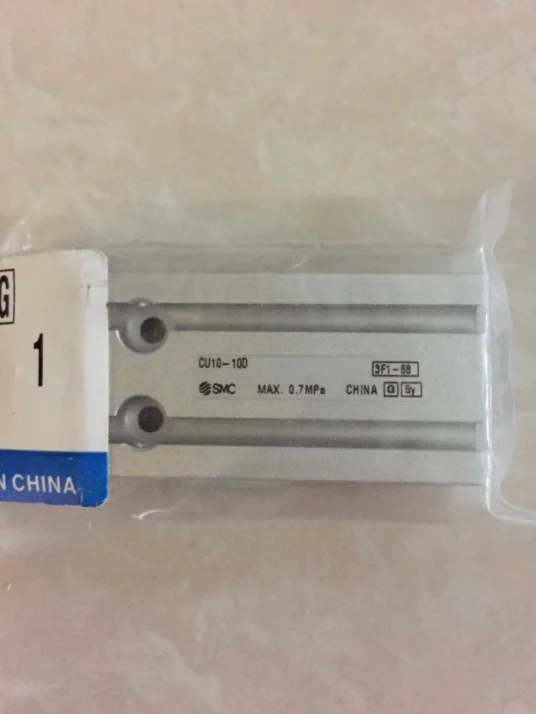 G
1
N CHINA
CU10-10D
3F1-68
SMC MAX. 0.7MPa CHINA G Sy